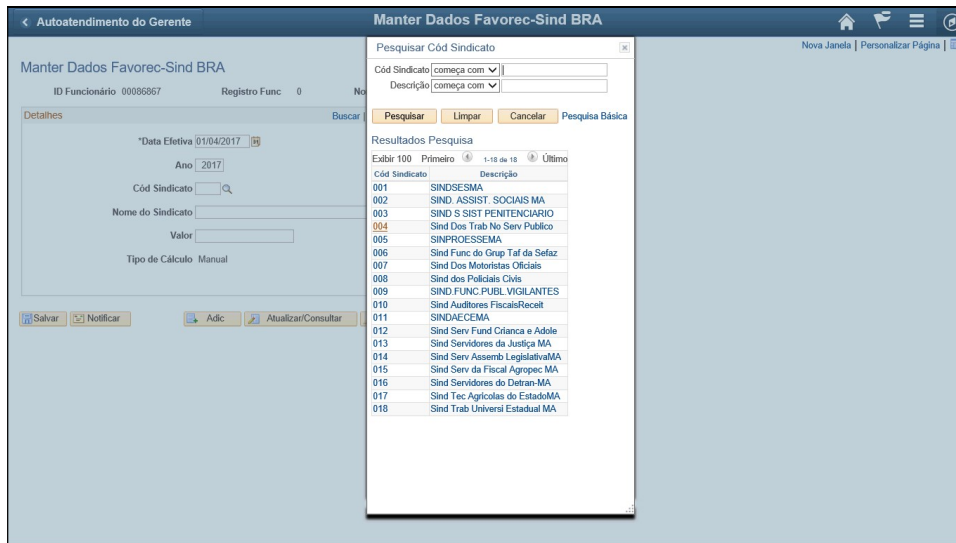 Autoatendimento do Gerente
Manter Dados Favorec-Sind BRA
Nova Janela | Personalizar Página |
Manter Dados Favorec-Sind BRA
ID Funcionário 00086867 Registro Func 0 No
Detalhes Buscar |
*Data Efetiva 01/04/2017
Ano 2017
Cód Sindicato
Nome do Sindicato
Valor
Tipo de Cálculo Manual
Salvar Notificar Adic Atualizar/Consultar
Pesquisar Cód Sindicato
Cód Sindicato começa com
Descrição começa com
Pesquisar Limpar Cancelar Pesquisa Básica
Resultados Pesquisa
Exibir 100 Primeiro 1-18 de 18 Último
Cód Sindicato Descrição
001 SINDSESMA
002 SIND. ASSIST. SOCIAIS MA
003 SIND S SIST PENITENCIARIO
004 Sind Dos Trab No Serv Publico
005 SINPROESSEMA
006 Sind Func do Grup Taf da Sefaz
007 Sind Dos Motoristas Oficiais
008 Sind dos Policiais Civis
009 SIND.FUNC.PUBL.VIGILANTES
010 Sind Auditores FiscaisReceit
011 SINDAECEMA
012 Sind Serv Fund Crianca e Adole
013 Sind Servidores da Justiça MA
014 Sind Serv Assemb LegislativaMA
015 Sind Serv da Fiscal Agropec MA
016 Sind Servidores do Detran-MA
017 Sind Tec Agricolas do EstadoMA
018 Sind Trab Universi Estadual MA